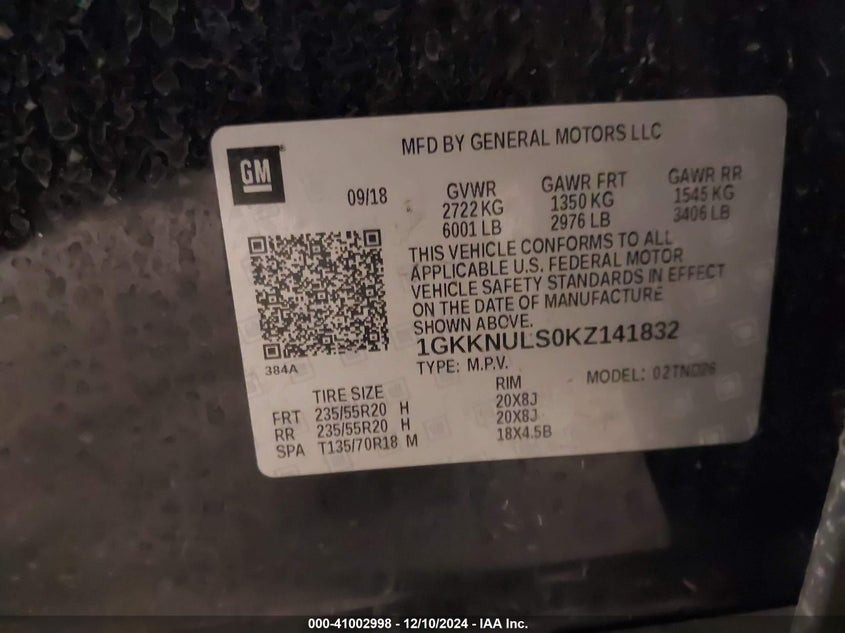 MFD BY GENERAL MOTORS LLC
GM
09/18
GVWR GAWR FRT GAWR RR
2722 KG 1350 KG 1545 KG
6001 LB 2976 LB 3406 LB
THIS VEHICLE CONFORMS TO ALL
APPLICABLE U.S. FEDERAL MOTOR
VEHICLE SAFETY STANDARDS IN EFFECT
ON THE DATE OF MANUFACTURE
SHOWN ABOVE.
1GKKNULS0KZ141832
384A
TYPE: M.P.V. MODEL: 02TND26
TIRE SIZE RIM
FRT 235/55R20 H 20X8J
RR 235/55R20 H 20X8J
SPA T135/70R18 M 18X4.5B
000-41002998 - 12/10/2024 - IAA Inc.